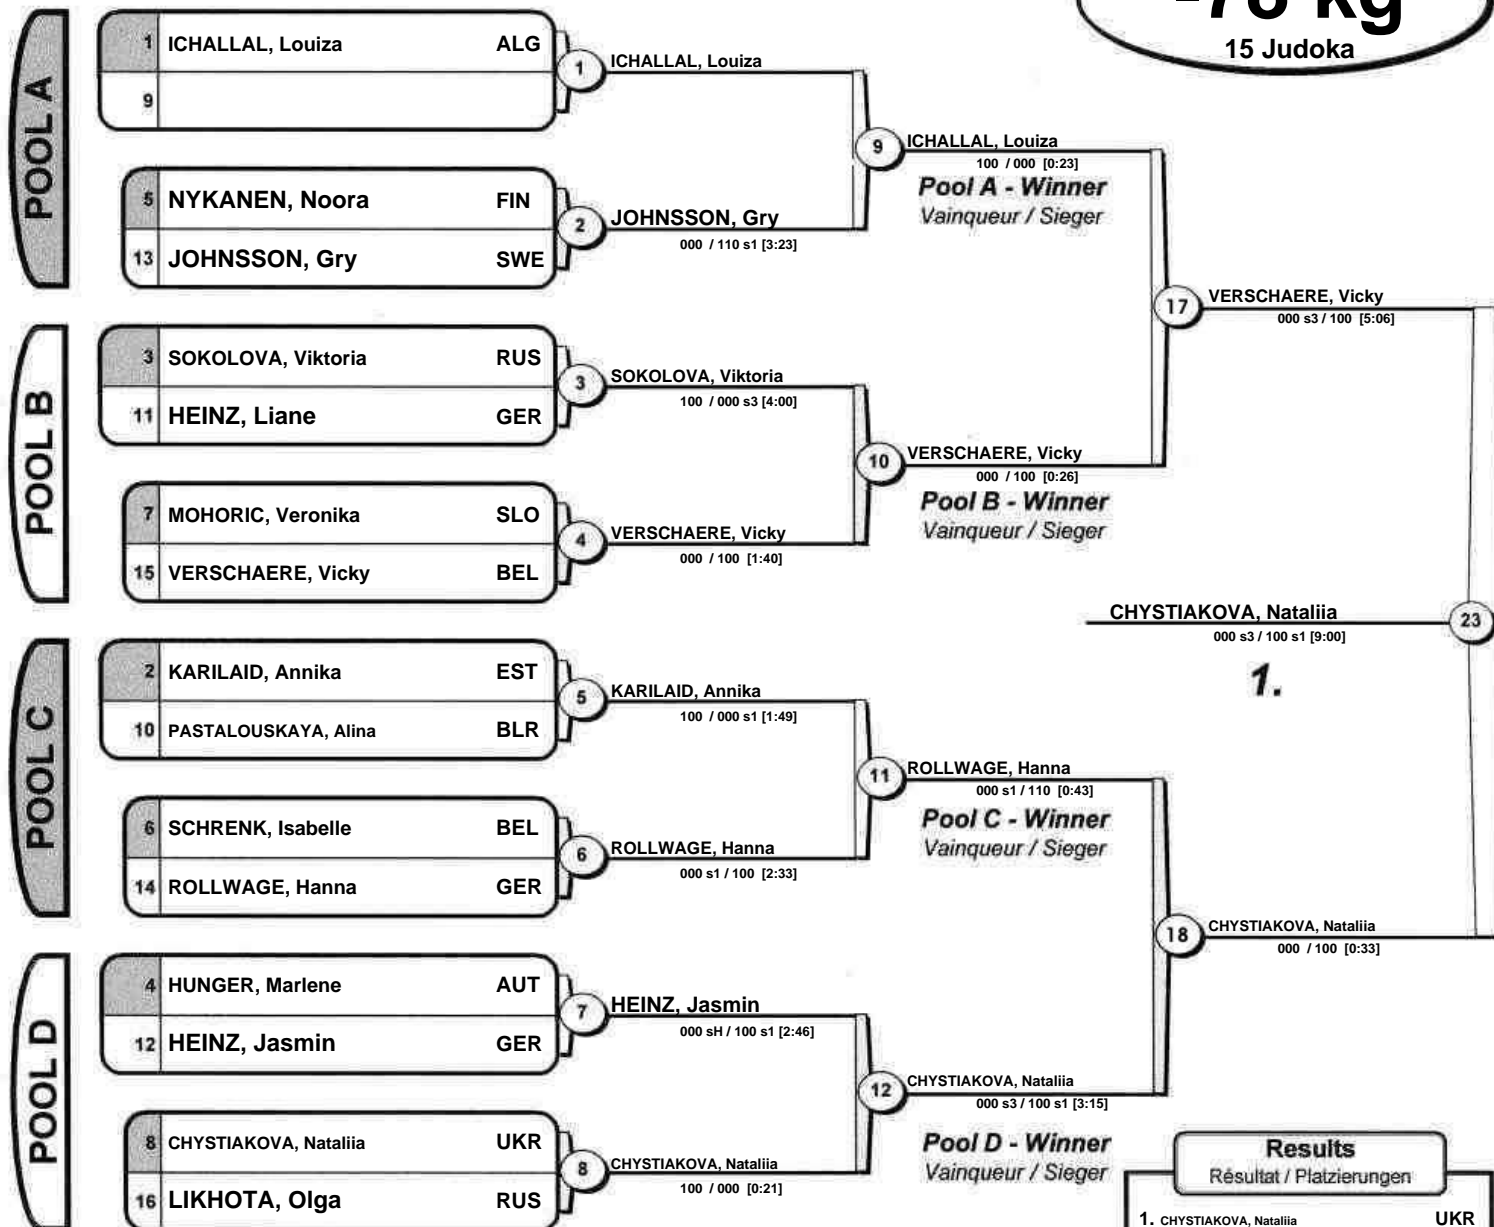 -78 kg
15 Judoka
POOL A
1 ICHALLAL, Louiza ALG
9
1
ICHALLAL, Louiza
5 NYKANEN, Noora FIN
13 JOHNSSON, Gry SWE
2
JOHNSSON, Gry
000 / 110 s1 [3:23]
9
ICHALLAL, Louiza
100 / 000 [0:23]
Pool A - Winner
Vainqueur / Sieger
POOL B
3 SOKOLOVA, Viktoria RUS
11 HEINZ, Liane GER
3
SOKOLOVA, Viktoria
100 / 000 s3 [4:00]
7 MOHORIC, Veronika SLO
15 VERSCHAERE, Vicky BEL
4
VERSCHAERE, Vicky
000 / 100 [1:40]
10
VERSCHAERE, Vicky
000 / 100 [0:26]
Pool B - Winner
Vainqueur / Sieger
17
VERSCHAERE, Vicky
000 s3 / 100 [5:06]
CHYSTIAKOVA, Nataliia
000 s3 / 100 s1 [9:00]
23
1.
POOL C
2 KARILAID, Annika EST
10 PASTALOUSKAYA, Alina BLR
5
KARILAID, Annika
100 / 000 s1 [1:49]
6 SCHRENK, Isabelle BEL
14 ROLLWAGE, Hanna GER
6
ROLLWAGE, Hanna
000 s1 / 100 [2:33]
11
ROLLWAGE, Hanna
000 s1 / 110 [0:43]
Pool C - Winner
Vainqueur / Sieger
18
CHYSTIAKOVA, Nataliia
000 / 100 [0:33]
POOL D
4 HUNGER, Marlene AUT
12 HEINZ, Jasmin GER
7
HEINZ, Jasmin
000 sH / 100 s1 [2:46]
8 CHYSTIAKOVA, Nataliia UKR
16 LIKHOTA, Olga RUS
8
CHYSTIAKOVA, Nataliia
100 / 000 [0:21]
12
CHYSTIAKOVA, Nataliia
000 s3 / 100 s1 [3:15]
Pool D - Winner
Vainqueur / Sieger
Results
Résultat / Platzierungen
1. CHYSTIAKOVA, Nataliia UKR